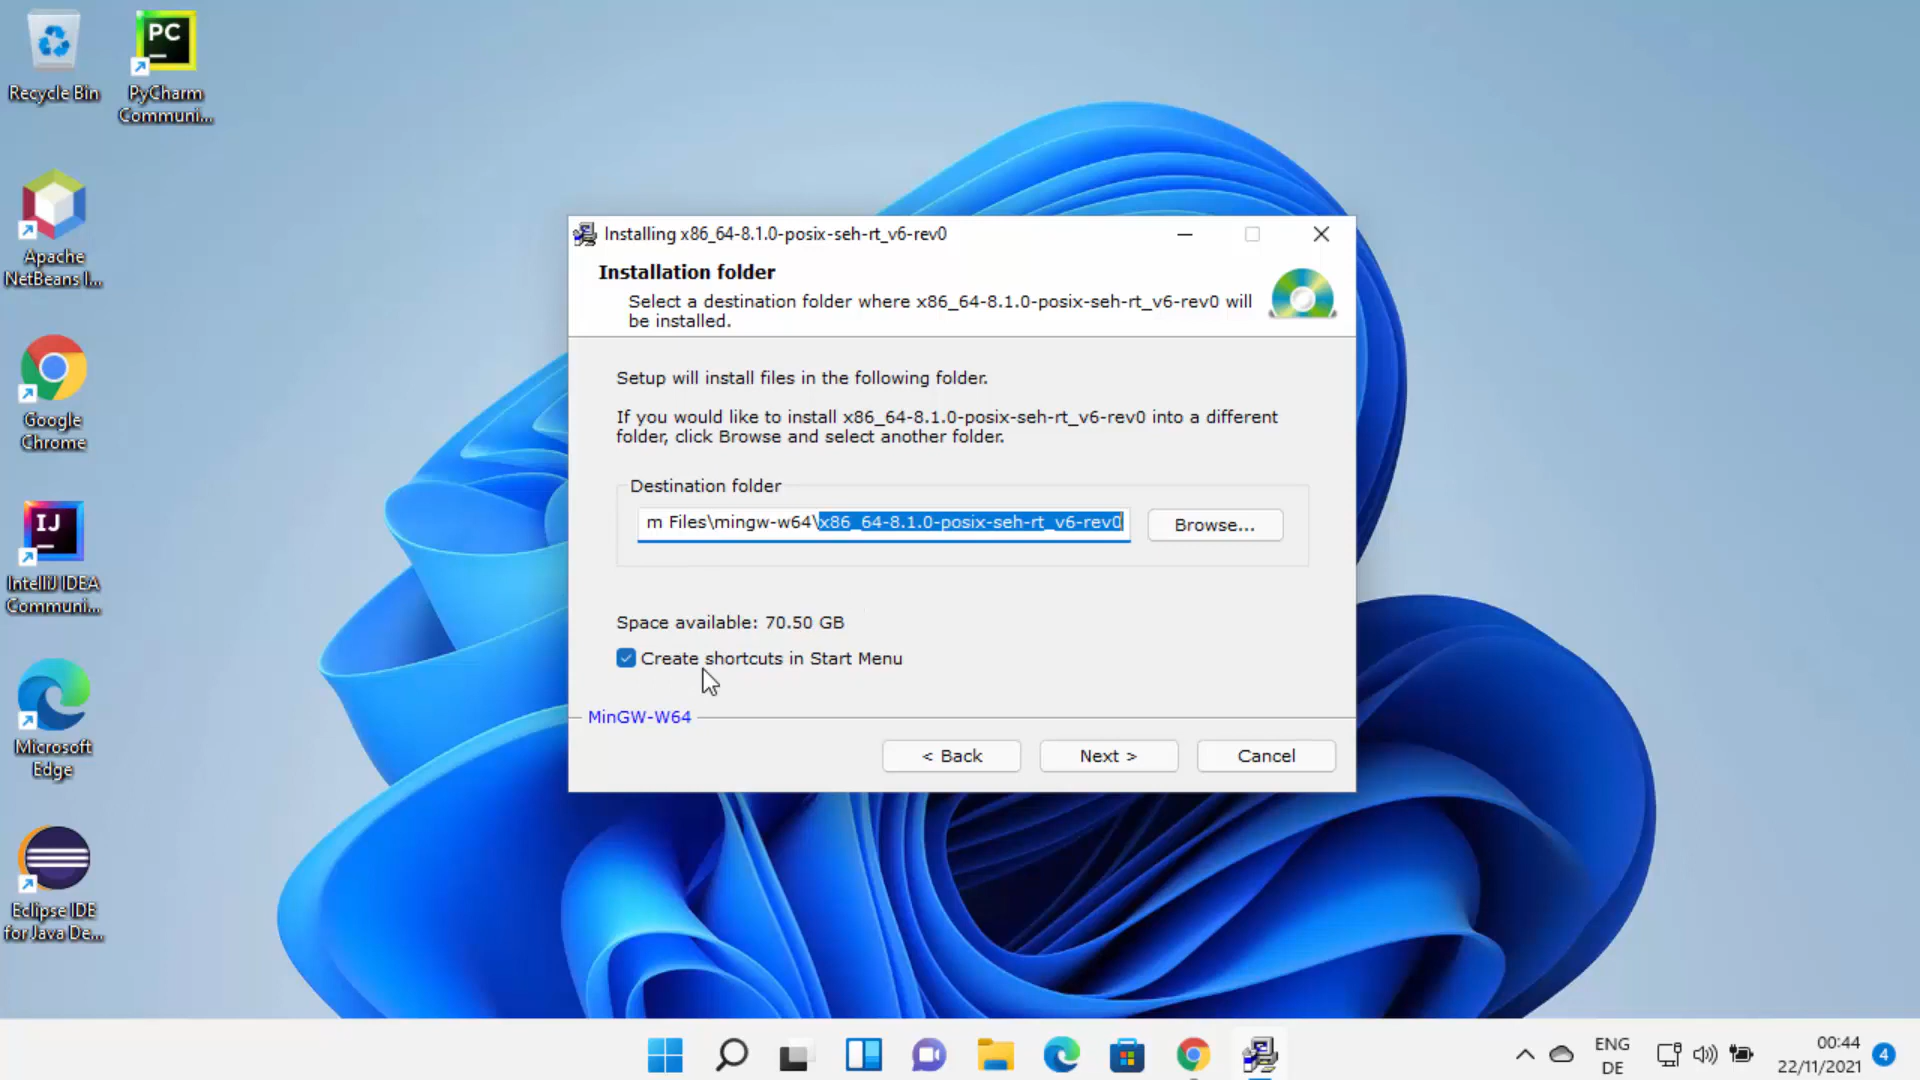 Recycle Bin
PC
PyCharm
Communi...
Apache
NetBeans I...
Google
Chrome
IJ
IntelliJ IDEA
Communi...
Microsoft
Edge
Eclipse IDE
for Java De...
Installing x86_64-8.1.0-posix-seh-rt_v6-rev0
Installation folder
Select a destination folder where x86_64-8.1.0-posix-seh-rt_v6-rev0 will
be installed.
Setup will install files in the following folder.
If you would like to install x86_64-8.1.0-posix-seh-rt_v6-rev0 into a different
folder, click Browse and select another folder.
Destination folder
m Files\mingw-w64\x86_64-8.1.0-posix-seh-rt_v6-rev0
Browse...
Space available: 70.50 GB
Create shortcuts in Start Menu
MinGW-W64
< Back
Next >
Cancel
ENG
DE
00:44
22/11/2021
4